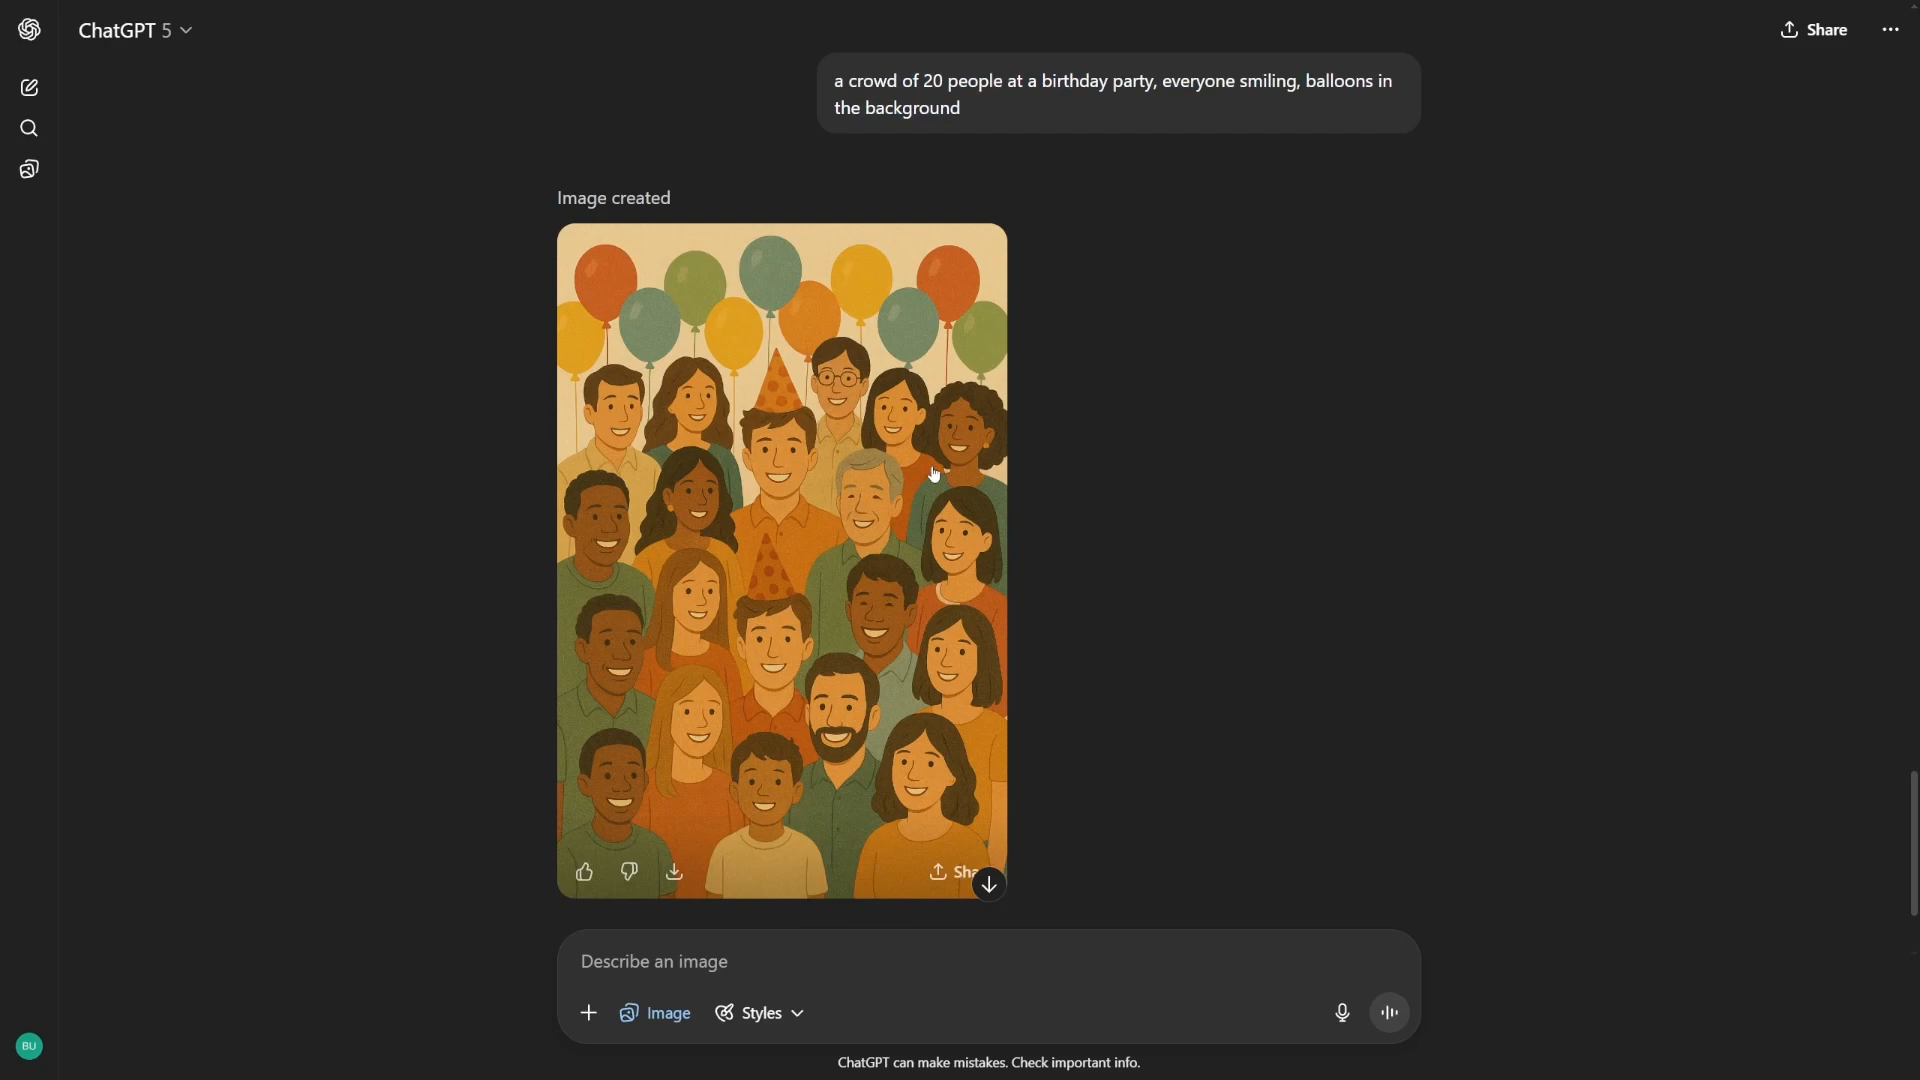 ChatGPT 5
Share
a crowd of 20 people at a birthday party, everyone smiling, balloons in
the background
Image created
Sha
Describe an image
Image
Styles
BU
ChatGPT can make mistakes. Check important info.